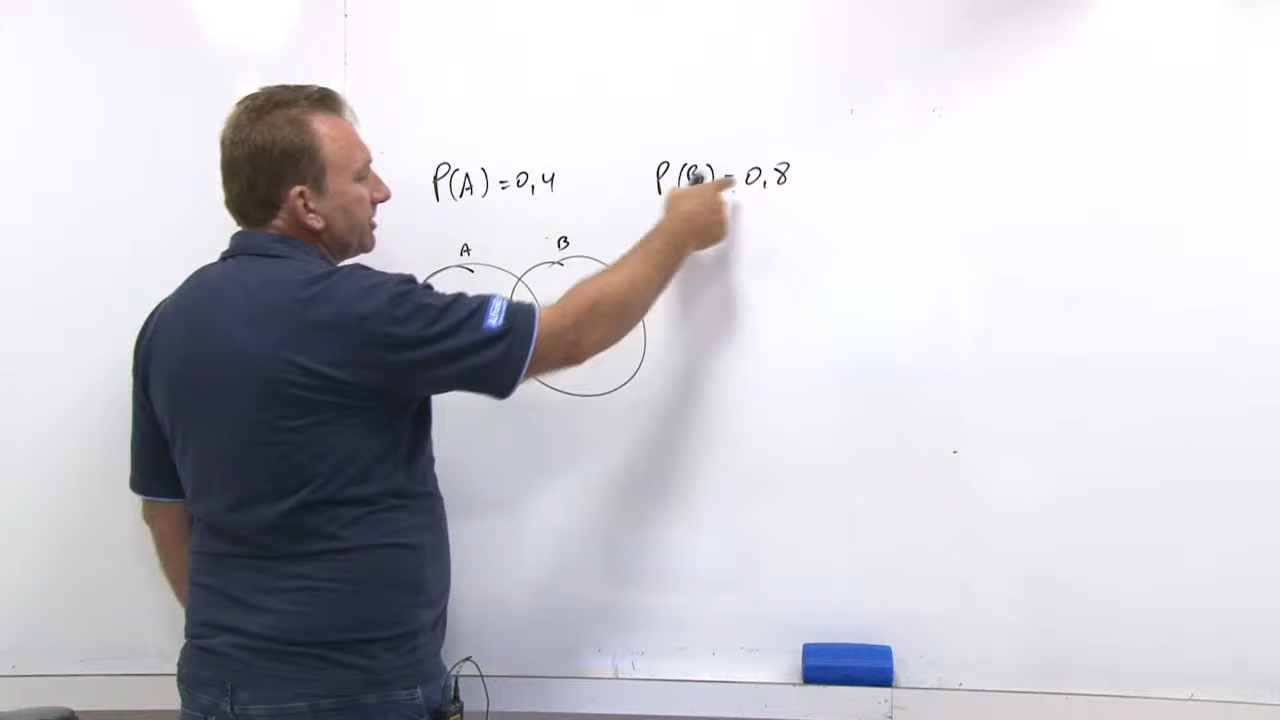 P(A) = 0,4 P(B) = 0,8
A B